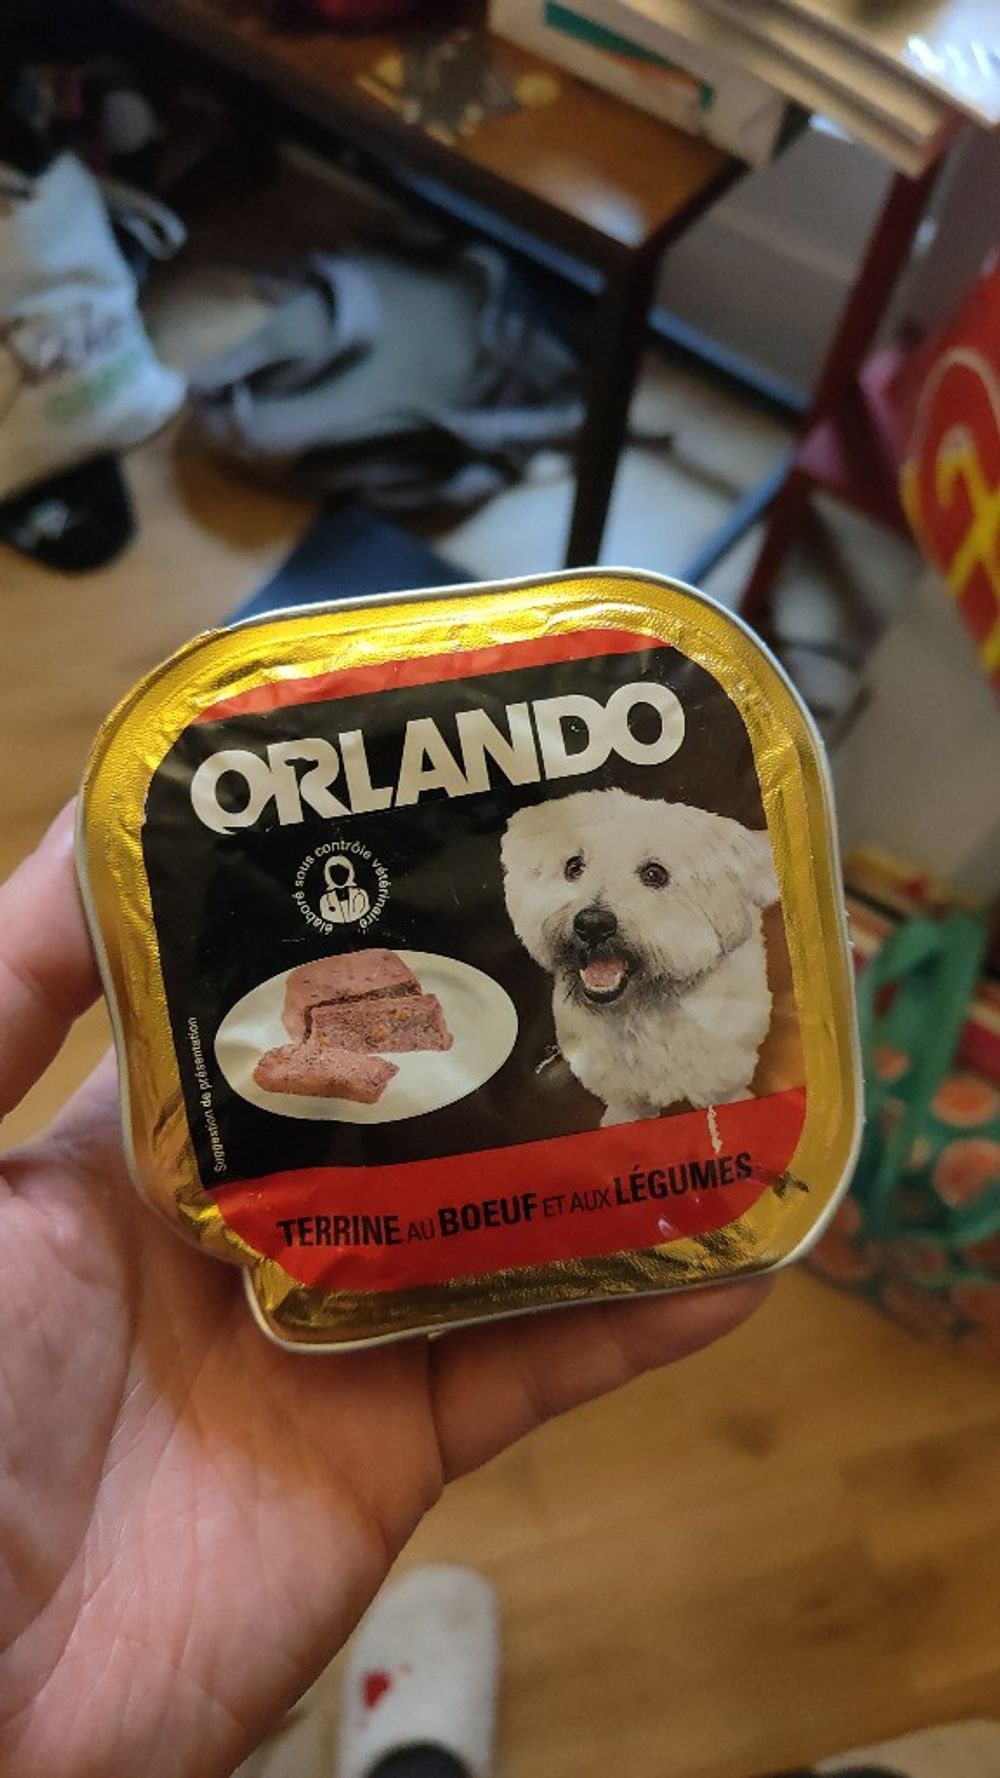 ORLANDO
élaboré sous contrôle vétérinaire
Suggestion de présentation
TERRINE AU BOEUF ET AUX LÉGUMES